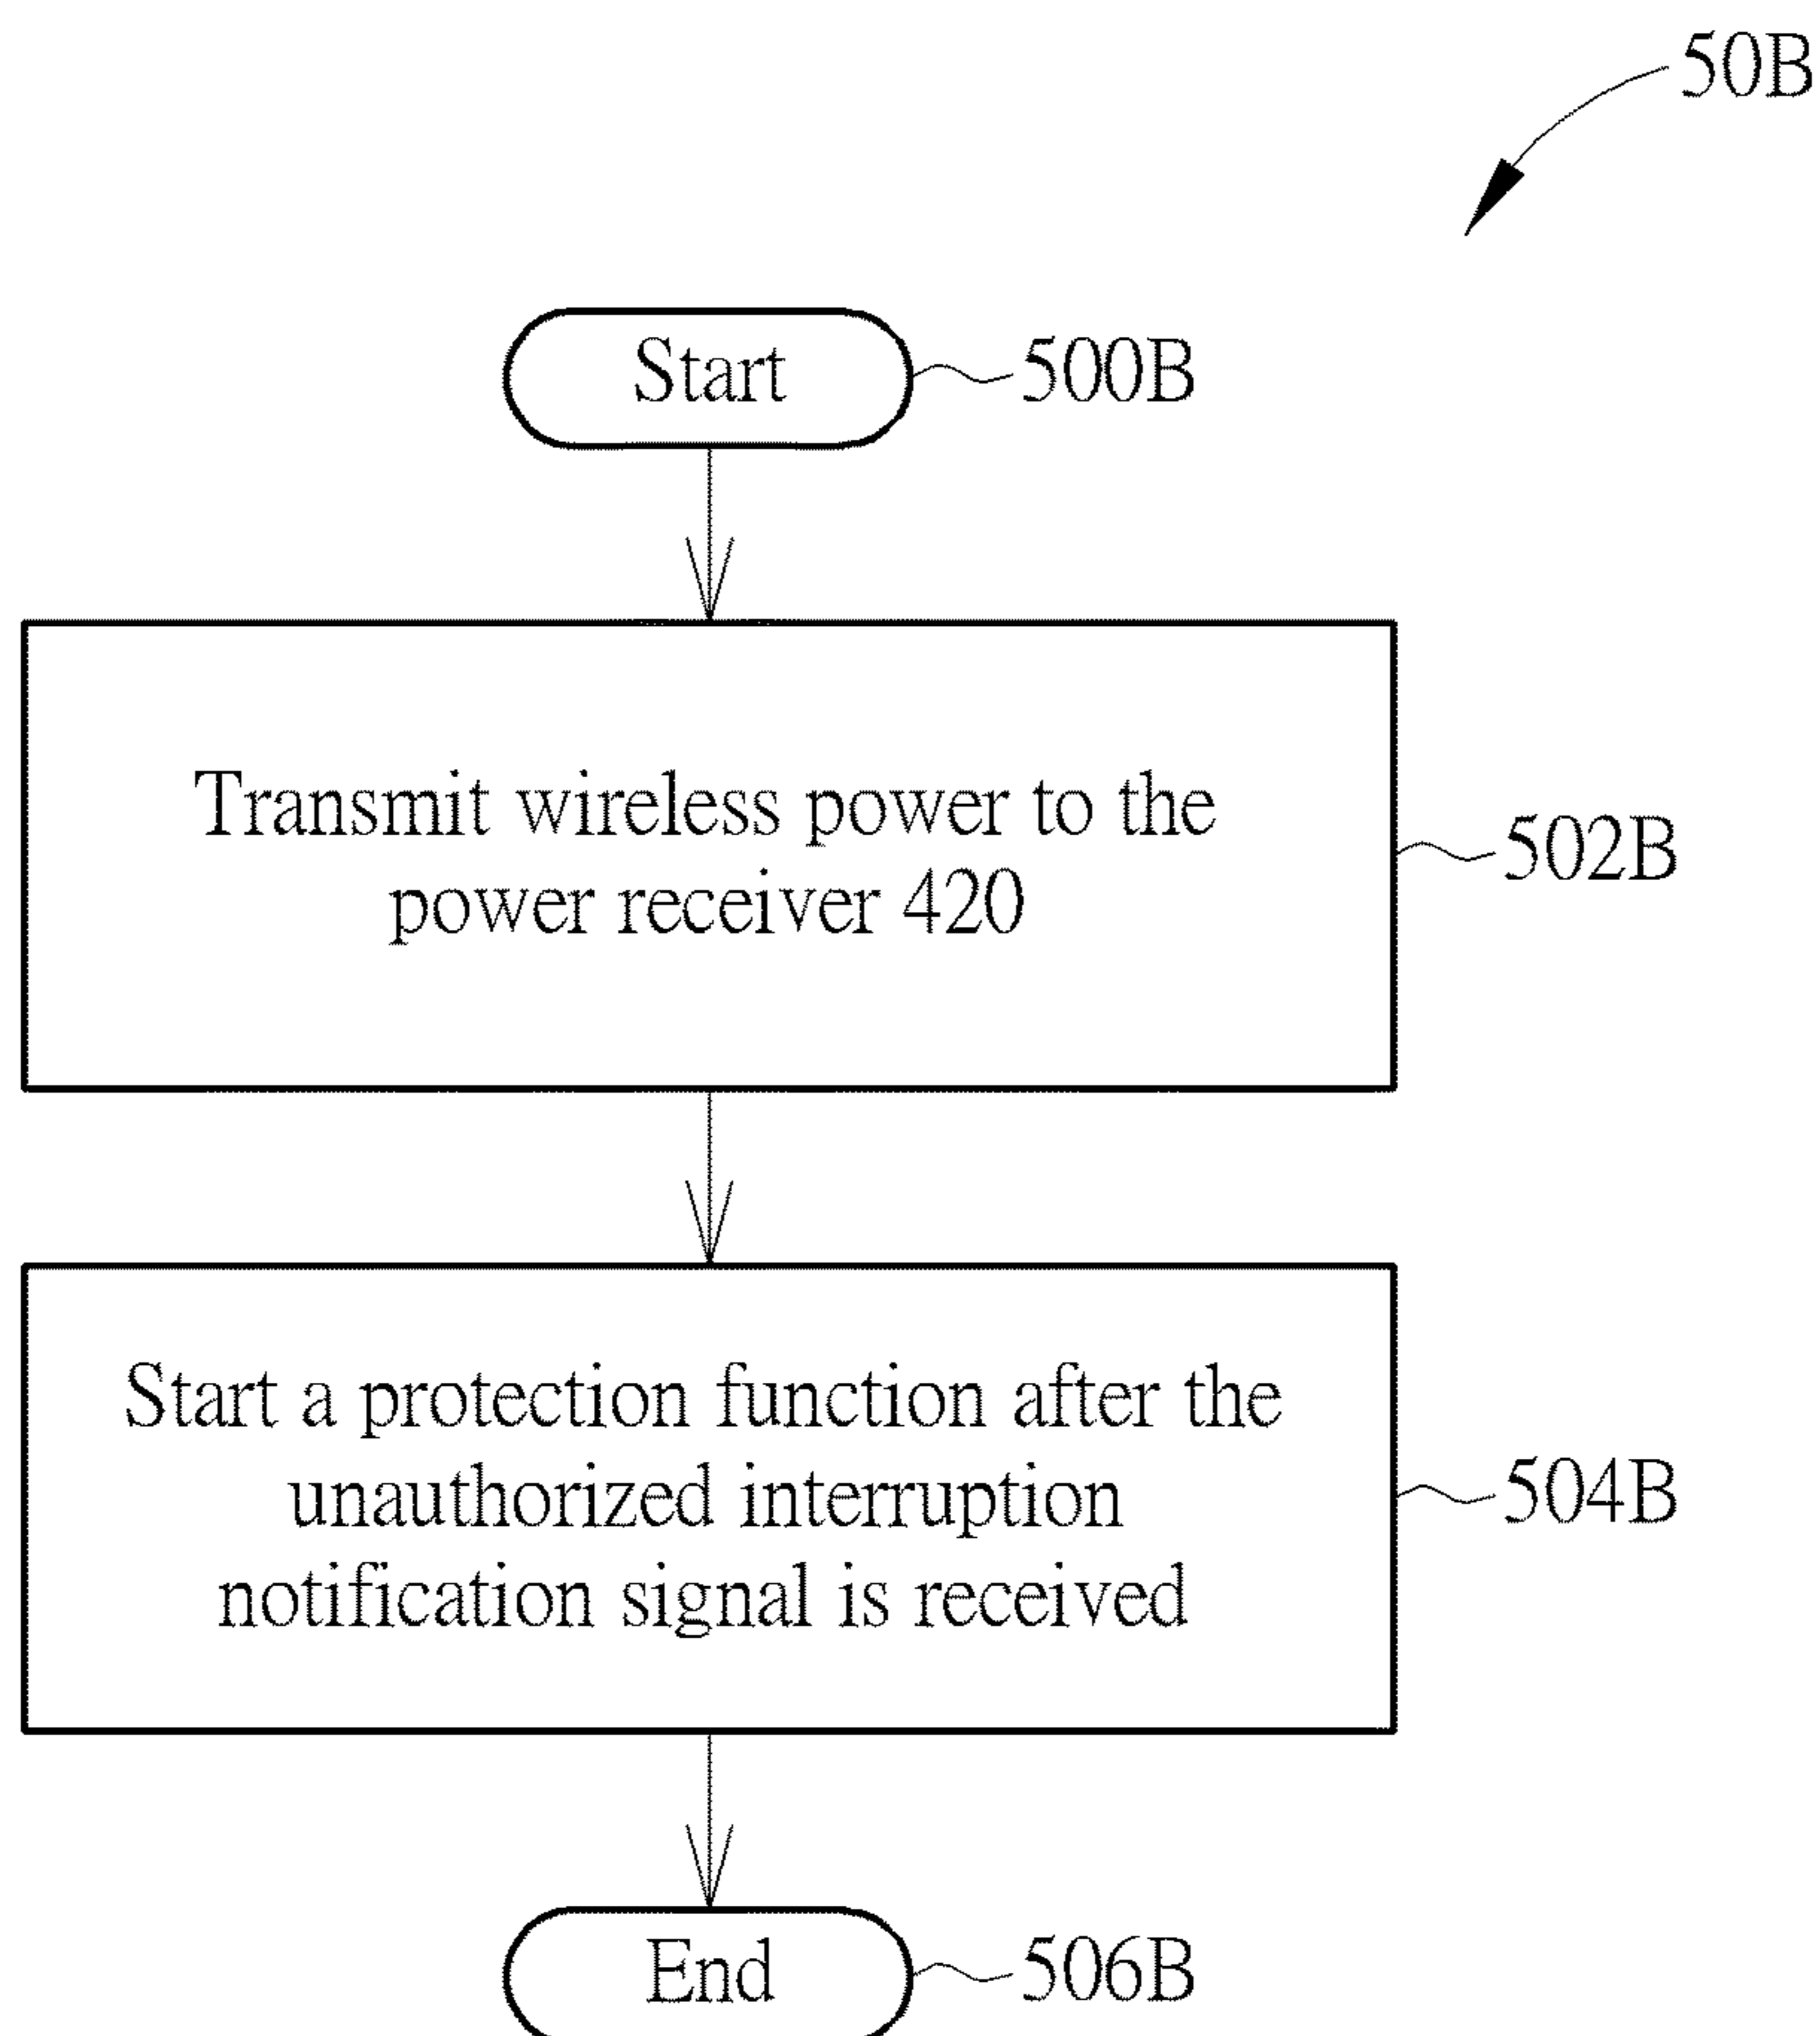 50B
Start
500B
Transmit wireless power to the
power receiver 420
502B
Start a protection function after the
unauthorized interruption
notification signal is received
504B
End
506B